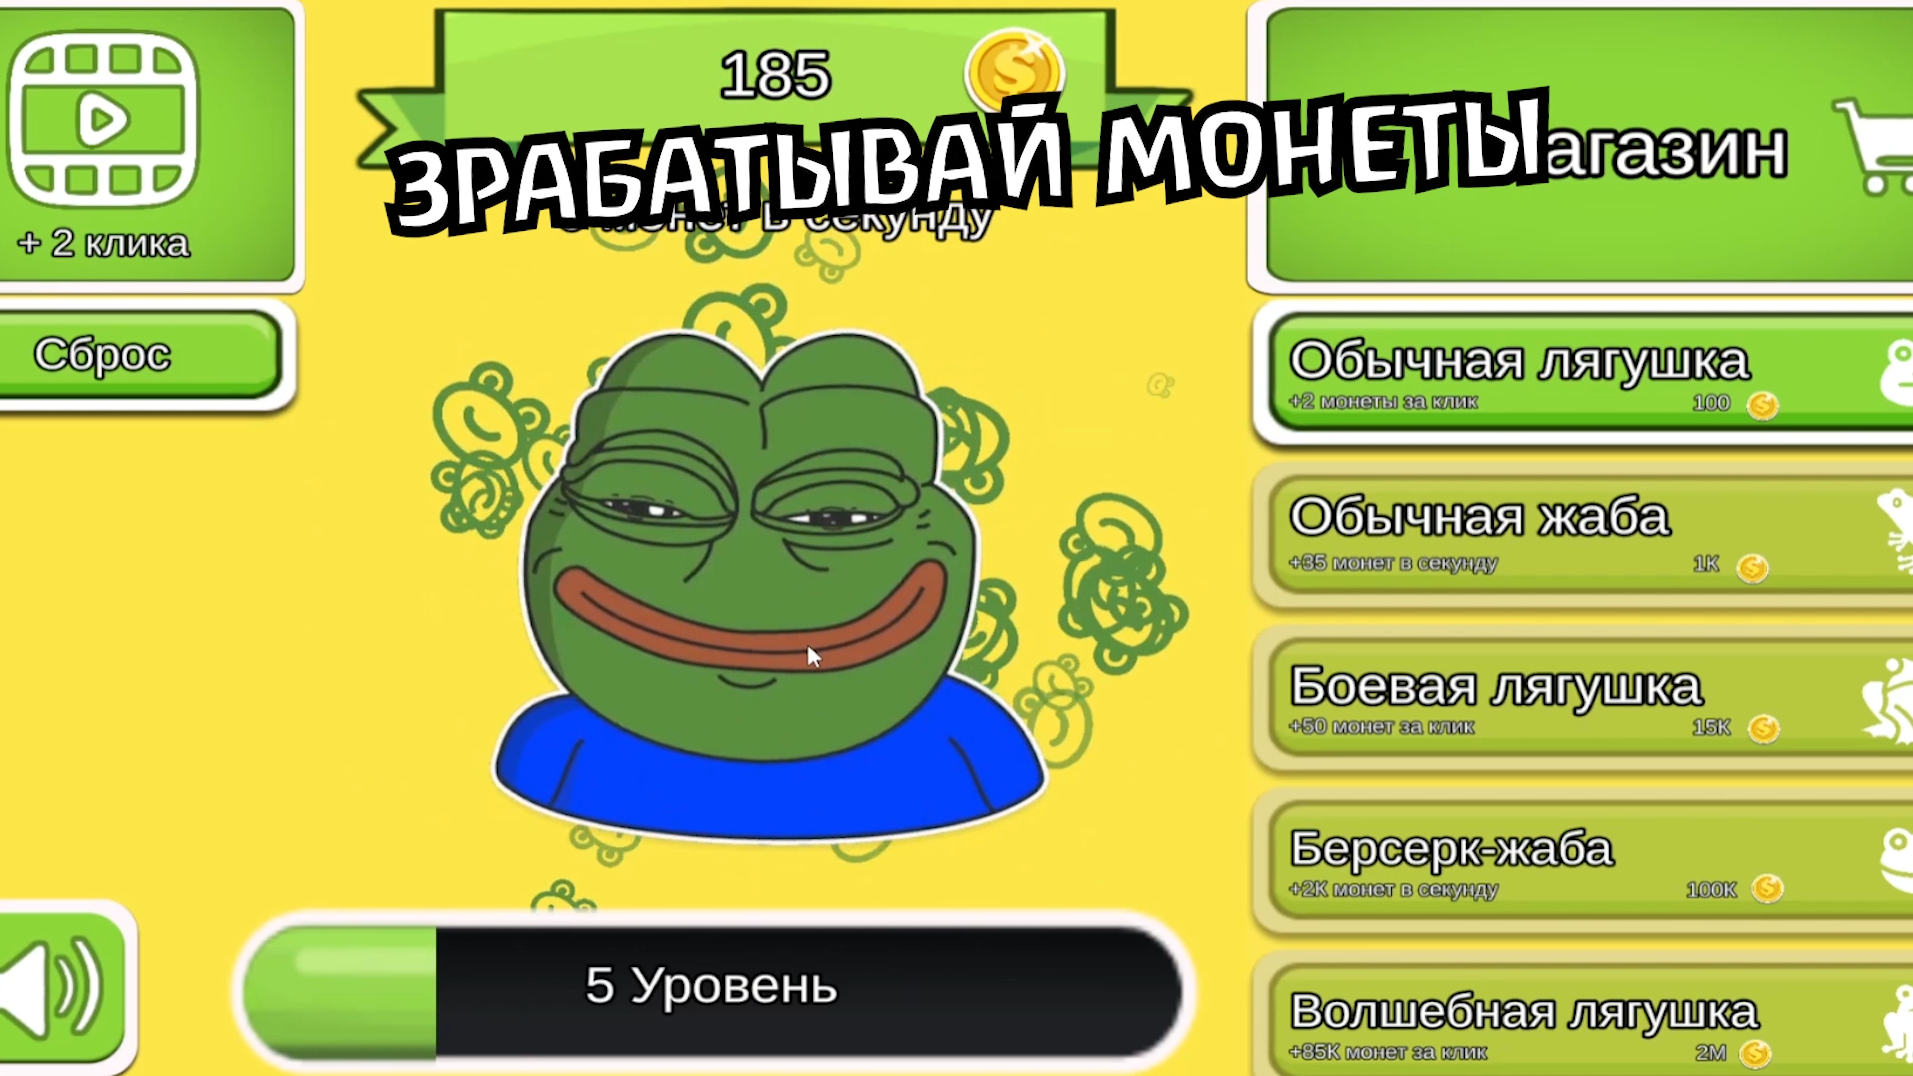 185
ЗРАБАТЫВАЙ МОНЕТЫ
агазин
монет в секунду
+ 2 клика
Сброс
Обычная лягушка
+2 монеты за клик 100
Обычная жаба
+35 монет в секунду 1K
Боевая лягушка
+50 монет за клик 15K
Берсерк-жаба
+2K монет в секунду 100K
5 Уровень
Волшебная лягушка
+85K монет за клик 2M